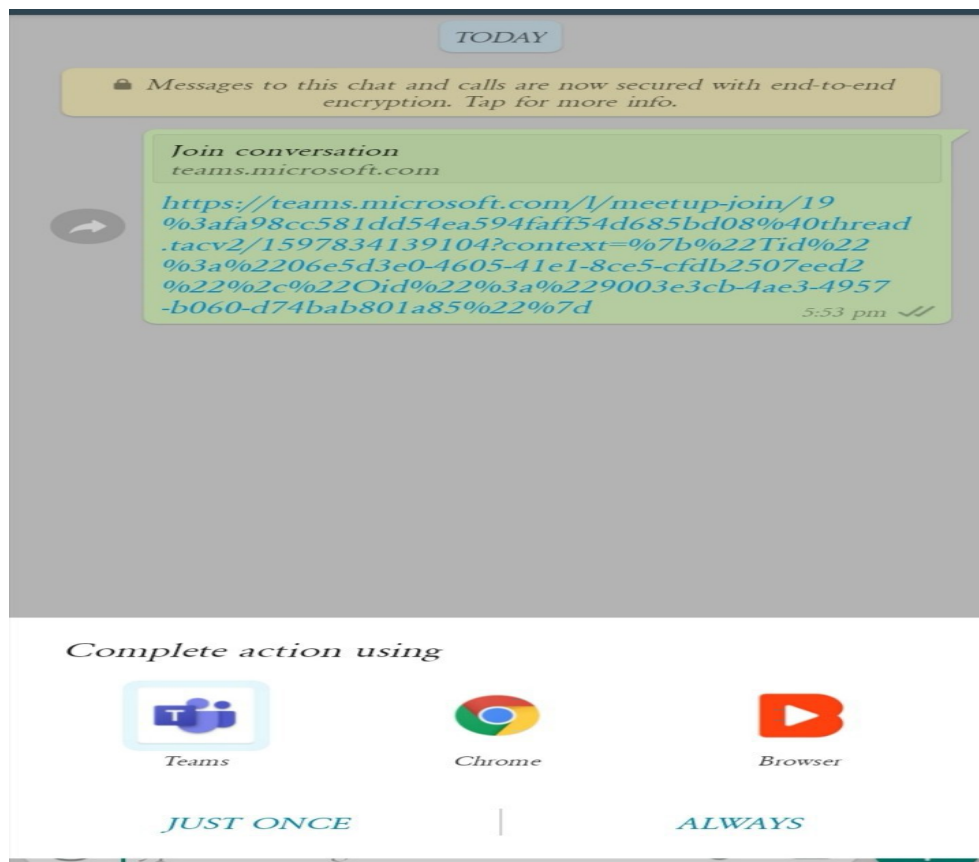 TODAY
Messages to this chat and calls are now secured with end-to-end
encryption. Tap for more info.
Join conversation
teams.microsoft.com
https://teams.microsoft.com/l/meetup-join/19
%3afa98cc581dd54ea594faff54d685bd08%40thread
.tacv2/1597834139104?context=%7b%22Tid%22
%3a%2206e5d3e0-4605-41e1-8ce5-cfdb2507eed2
%22%2c%22Oid%22%3a%229003e3cb-4ae3-4957
-b060-d74bab801a85%22%7d
5:53 pm
Complete action using
T
Teams
Chrome
Browser
JUST ONCE
ALWAYS